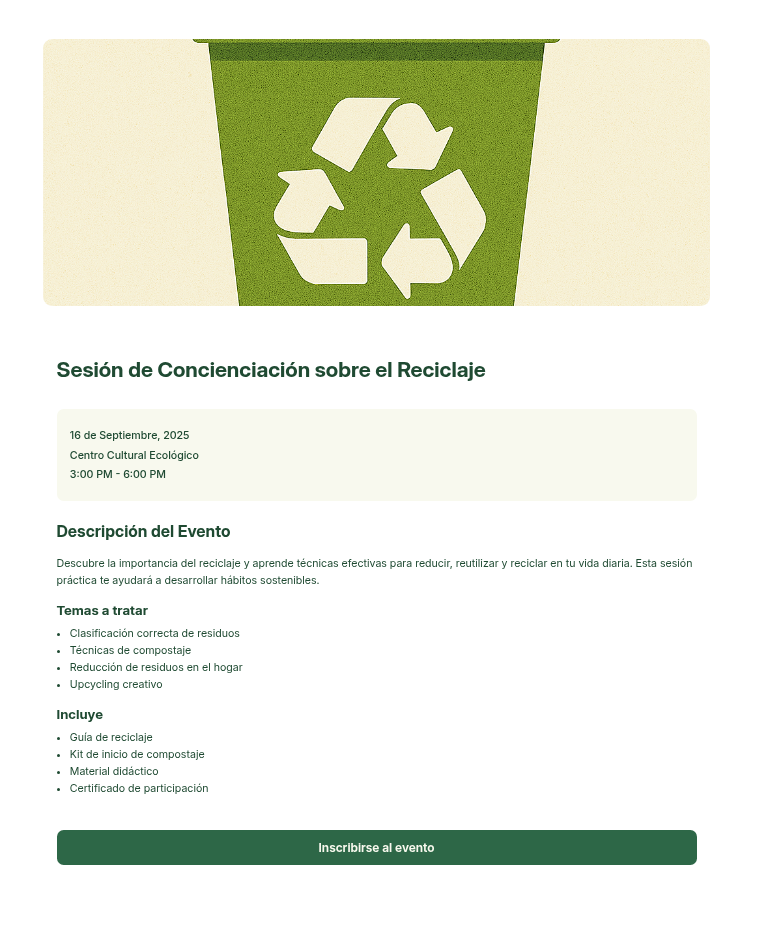 Sesión de Concienciación sobre el Reciclaje
16 de Septiembre, 2025
Centro Cultural Ecológico
3:00 PM - 6:00 PM
Descripción del Evento
Descubre la importancia del reciclaje y aprende técnicas efectivas para reducir, reutilizar y reciclar en tu vida diaria. Esta sesión
práctica te ayudará a desarrollar hábitos sostenibles.
Temas a tratar
• Clasificación correcta de residuos
• Técnicas de compostaje
• Reducción de residuos en el hogar
• Upcycling creativo
Incluye
• Guía de reciclaje
• Kit de inicio de compostaje
• Material didáctico
• Certificado de participación
Inscribirse al evento